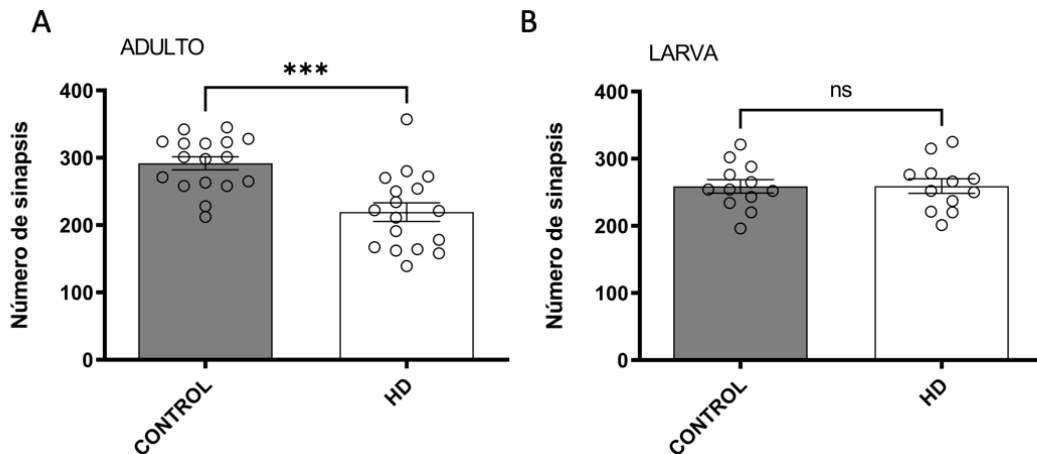 A
ADULTO
***
Número de sinapsis
400
300
200
100
0
CONTROL
HD
B
LARVA
ns
Número de sinapsis
400
300
200
100
0
CONTROL
HD